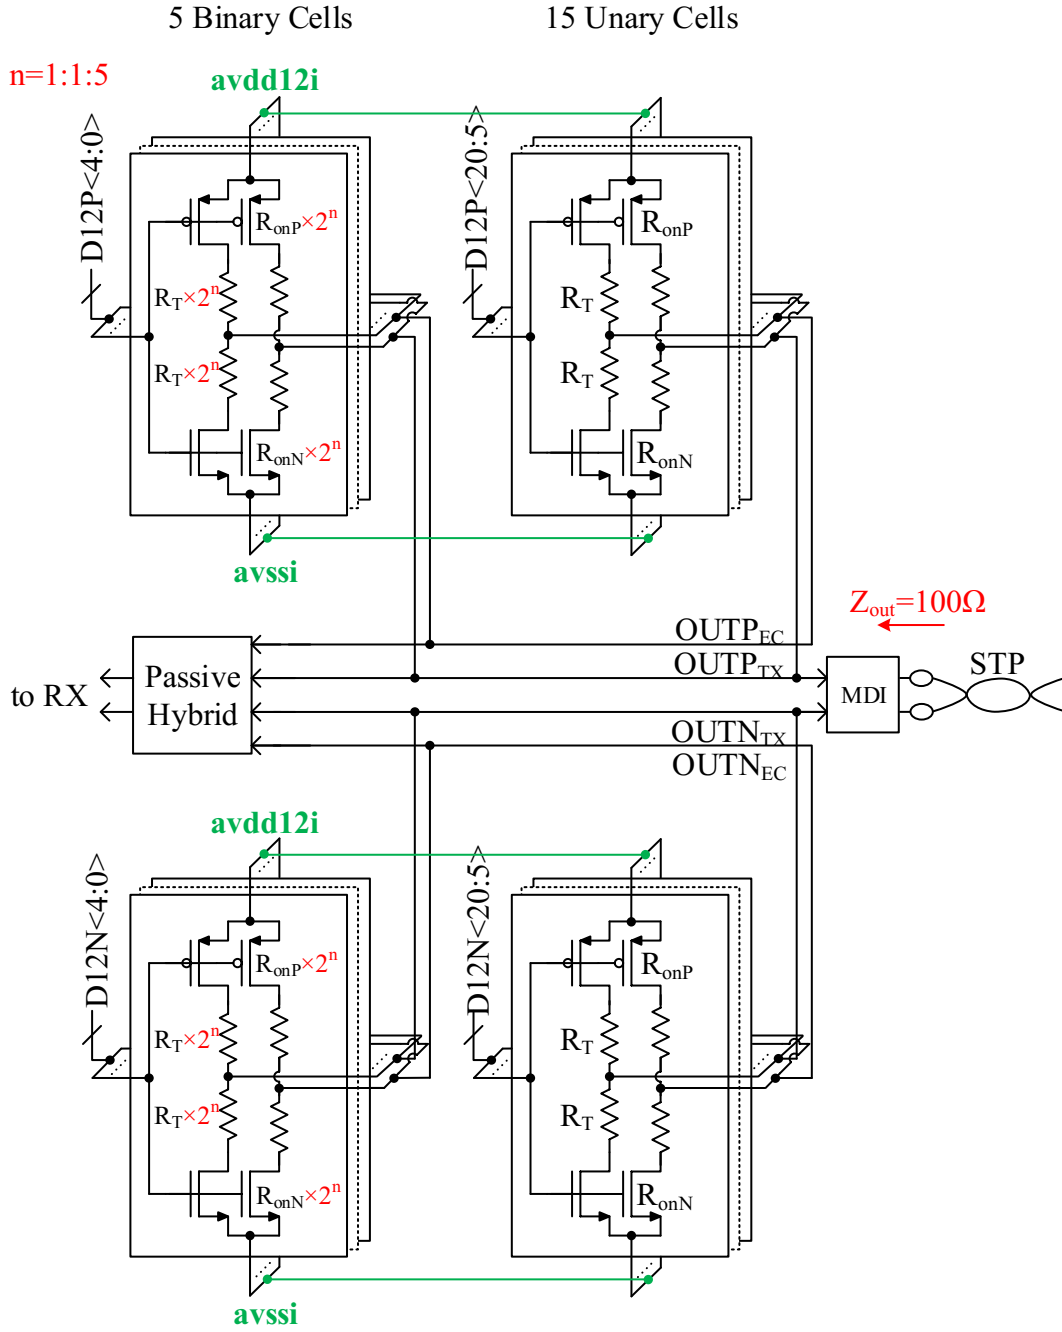 5 Binary Cells
15 Unary Cells
n=1:1:5
avdd12i
D12P<4:0>
D12P<20:5>
RonP×2ⁿ
RonP
RT×2ⁿ
RT
RT×2ⁿ
RT
RonN×2ⁿ
RonN
avssi
Zout=100Ω
OUTPEC
OUTPTX
STP
to RX
Passive
Hybrid
MDI
OUTNTX
OUTNEC
avdd12i
D12N<4:0>
D12N<20:5>
RonP×2ⁿ
RonP
RT×2ⁿ
RT
RT×2ⁿ
RT
RonN×2ⁿ
RonN
avssi